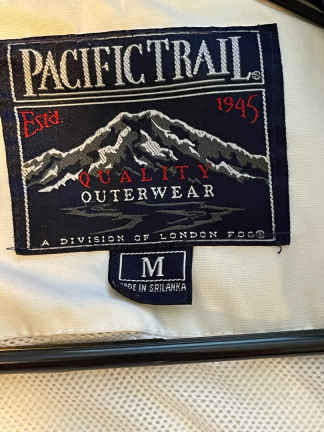 PACIFIC TRAIL®
Estd. 1945
QUALITY
OUTERWEAR
A DIVISION OF LONDON FOG®
M
MADE IN SRILANKA